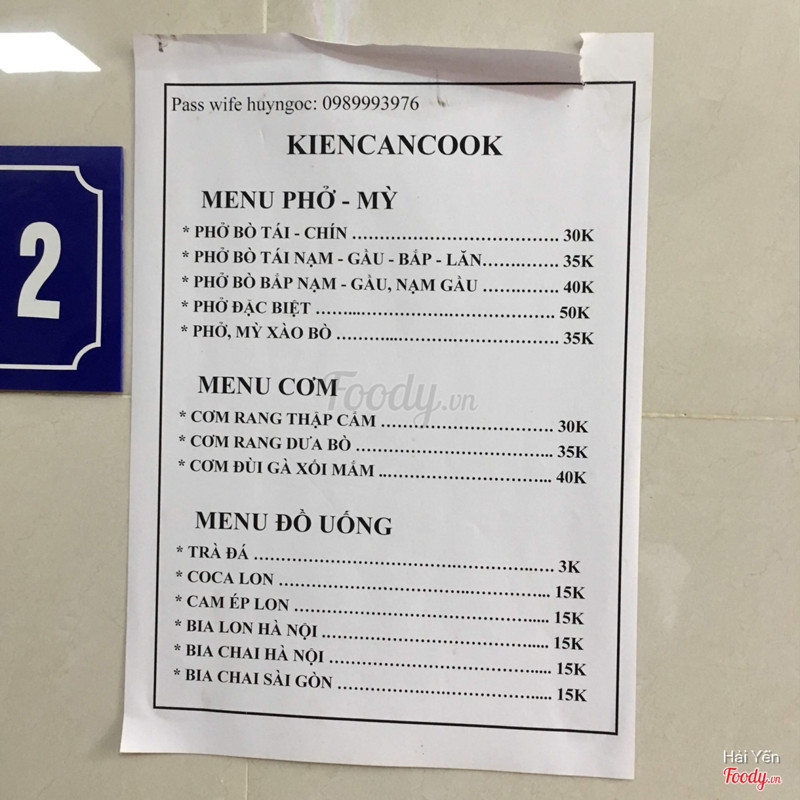 2
Pass wife huyngoc: 0989993976
KIENCANCOOK
MENU PHỞ - MỲ
* PHỞ BÒ TÁI - CHÍN ................................ 30K
* PHỞ BÒ TÁI NẠM - GẦU - BẮP - LĂN............. 35K
* PHỞ BÒ BẮP NẠM - GẦU, NẠM GẦU ............. 40K
* PHỞ ĐẶC BIỆT ........................................ 50K
* PHỞ, MỲ XÀO BÒ ..................................... 35K
MENU CƠM
* CƠM RANG THẬP CẨM ............................. 30K
* CƠM RANG DƯA BÒ ................................. 35K
* CƠM ĐÙI GÀ XỐI MẮM ............................. 40K
MENU ĐỒ UỐNG
* TRÀ ĐÁ ................................................ 3K
* COCA LON ............................................. 15K
* CAM ÉP LON .......................................... 15K
* BIA LON HÀ NỘI ...................................... 15K
* BIA CHAI HÀ NỘI ..................................... 15K
* BIA CHAI SÀI GÒN ................................... 15K
Foody.vn
Hải Yến
Foody.vn